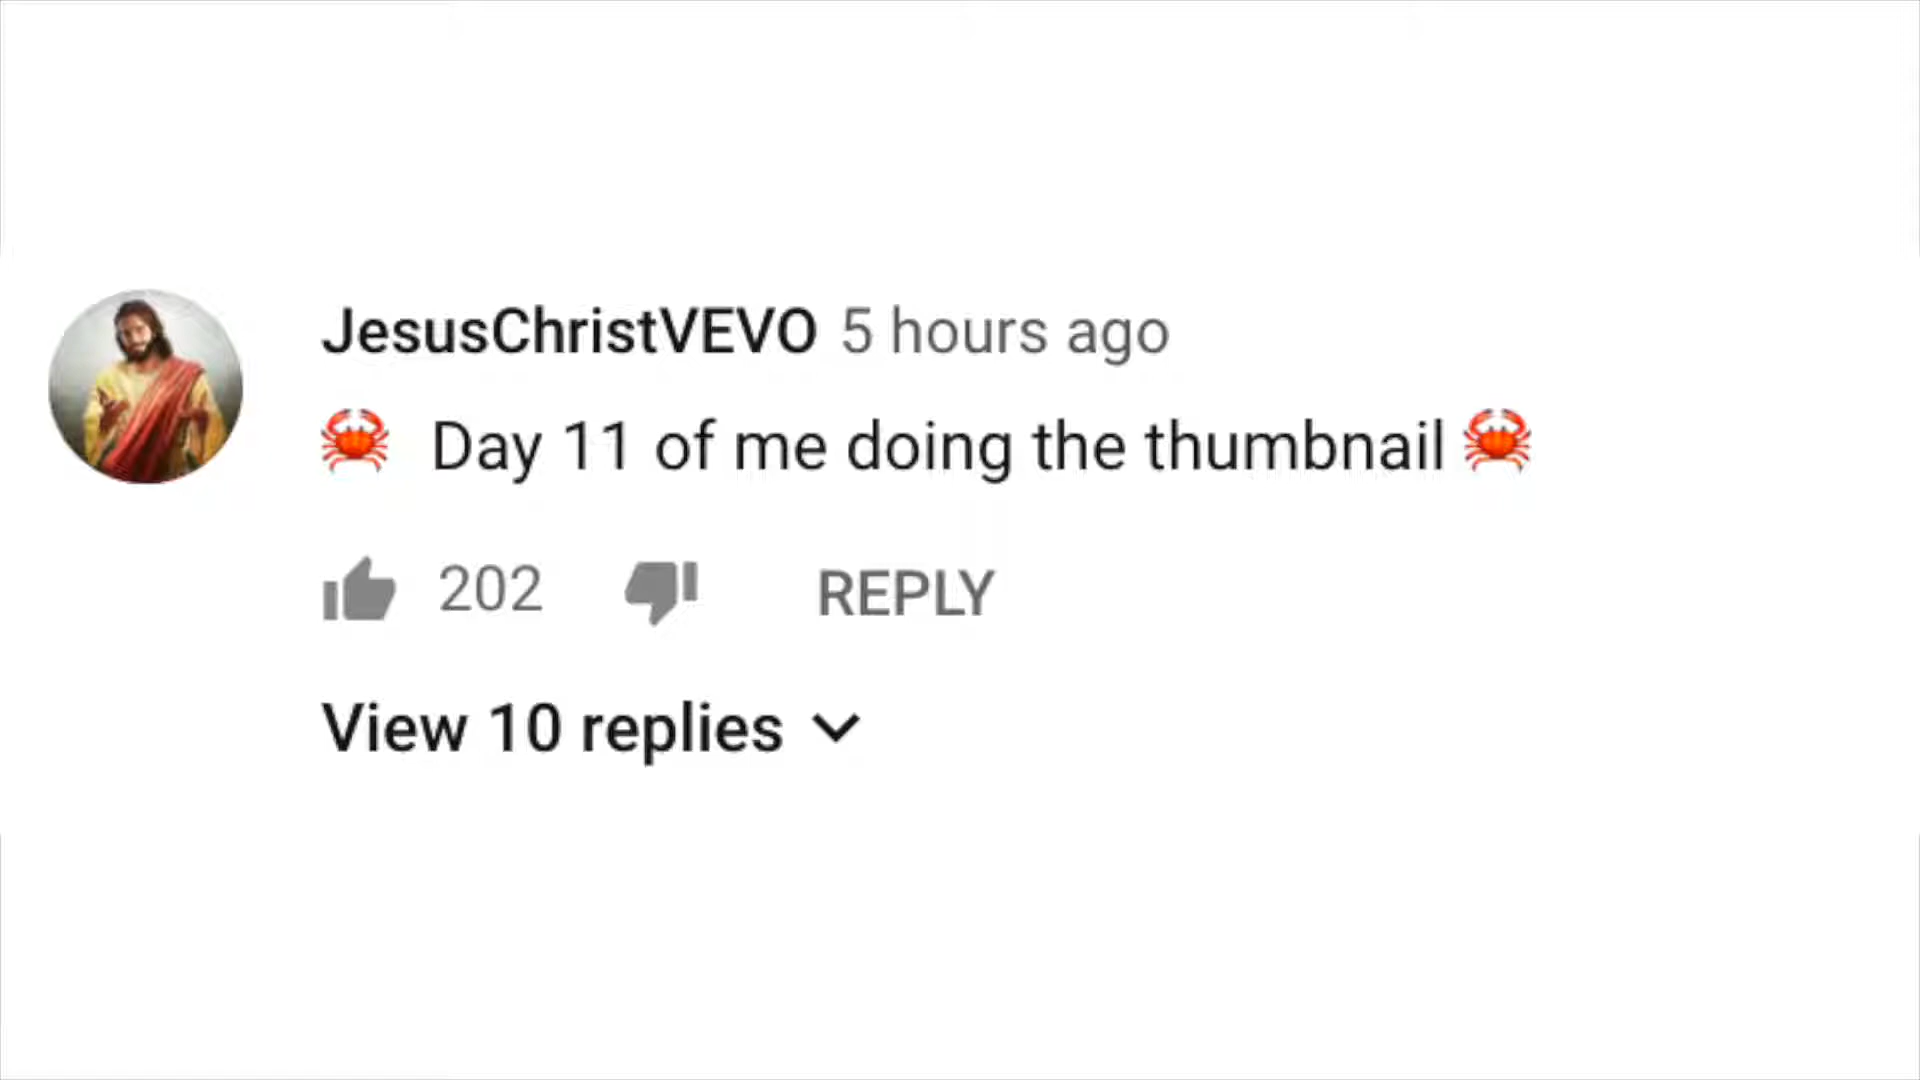 JesusChristVEVO 5 hours ago
🦀 Day 11 of me doing the thumbnail 🦀
202 REPLY
View 10 replies